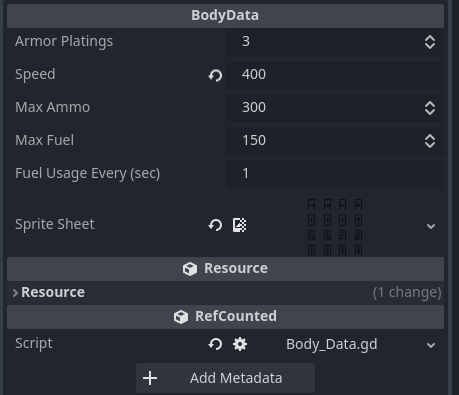 BodyData
Armor Platings 3
Speed 400
Max Ammo 300
Max Fuel 150
Fuel Usage Every (sec) 1
Sprite Sheet
Resource
Resource (1 change)
RefCounted
Script Body_Data.gd
Add Metadata